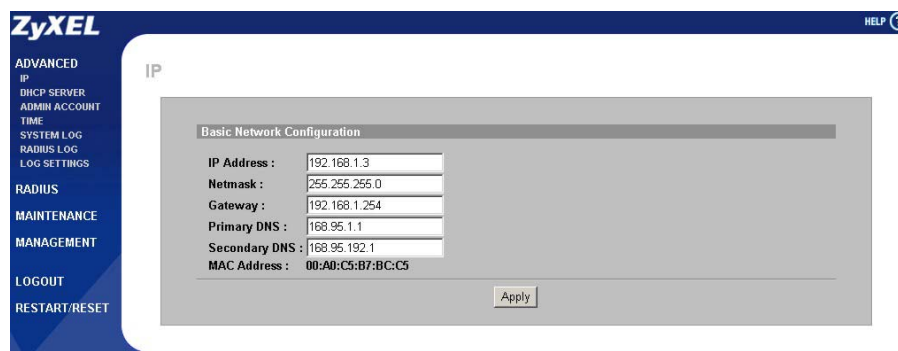 ZyXEL
HELP
ADVANCED
IP
DHCP SERVER
ADMIN ACCOUNT
TIME
SYSTEM LOG
RADIUS LOG
LOG SETTINGS
RADIUS
MAINTENANCE
MANAGEMENT
LOGOUT
RESTART/RESET
IP
Basic Network Configuration
IP Address : 192.168.1.3
Netmask : 255.255.255.0
Gateway : 192.168.1.254
Primary DNS : 168.95.1.1
Secondary DNS : 168.95.192.1
MAC Address : 00:A0:C5:B7:BC:C5
Apply